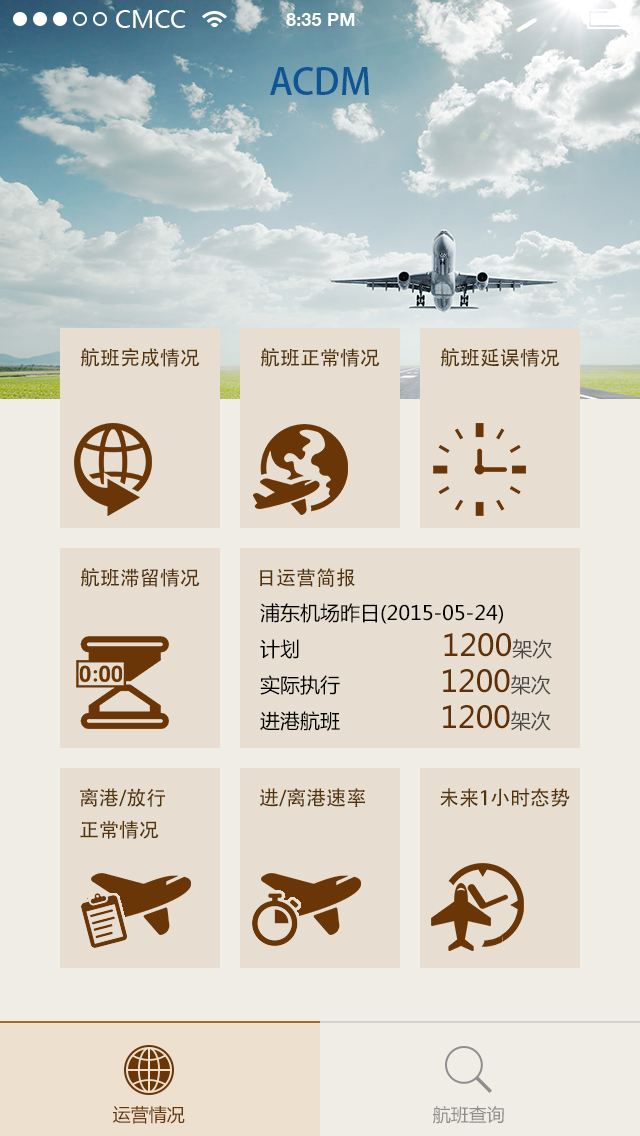 CMCC 8:35 PM
ACDM
航班完成情况
航班正常情况
航班延误情况
航班滞留情况
0:00
日运营简报
浦东机场昨日(2015-05-24)
计划 1200架次
实际执行 1200架次
进港航班 1200架次
离港/放行
正常情况
进/离港速率
未来1小时态势
运营情况
航班查询